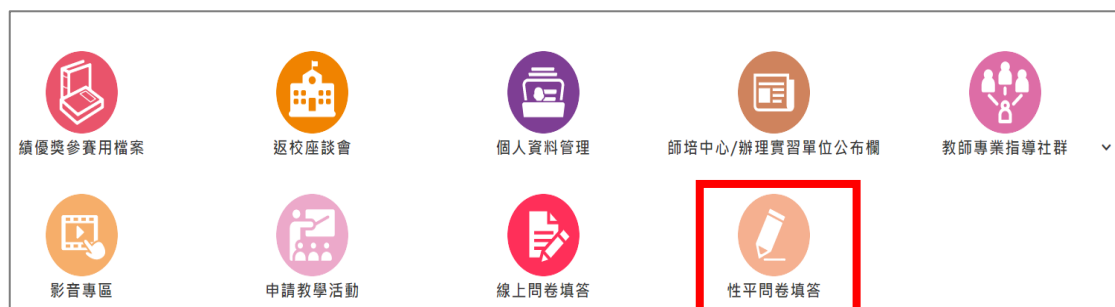 績優獎參賽用檔案
返校座談會
個人資料管理
師培中心/辦理實習單位公布欄
教師專業指導社群
影音專區
申請教學活動
線上問卷填答
性平問卷填答